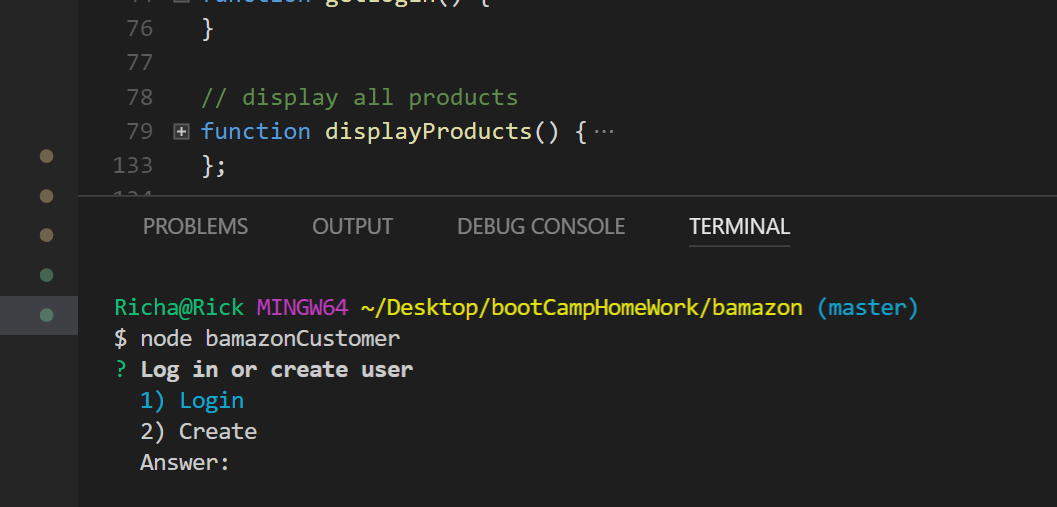 function getLogin() {
76 }
77
78 // display all products
79 function displayProducts() {···
133 };
134
PROBLEMS OUTPUT DEBUG CONSOLE TERMINAL
Richa@Rick MINGW64 ~/Desktop/bootCampHomeWork/bamazon (master)
$ node bamazonCustomer
? Log in or create user
1) Login
2) Create
Answer: